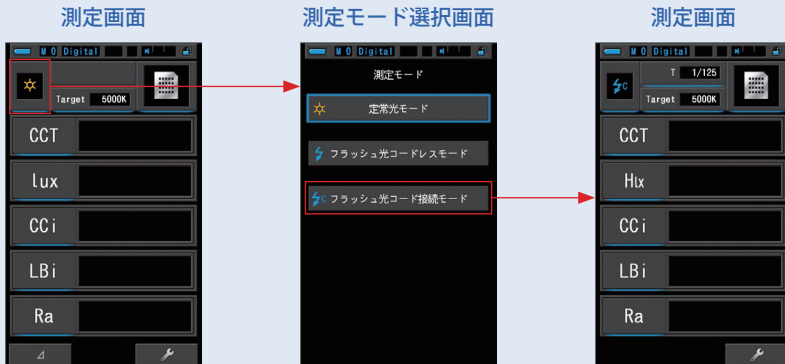 測定画面
測定モード選択画面
測定画面
M 0 Digital
Target 5000K
CCT
lux
CCi
LBi
Ra
M 0 Digital
測定モード
定常光モード
フラッシュ光コードレスモード
C フラッシュ光コード接続モード
M 0 Digital
C
T 1/125
Target 5000K
CCT
Hlx
CCi
LBi
Ra